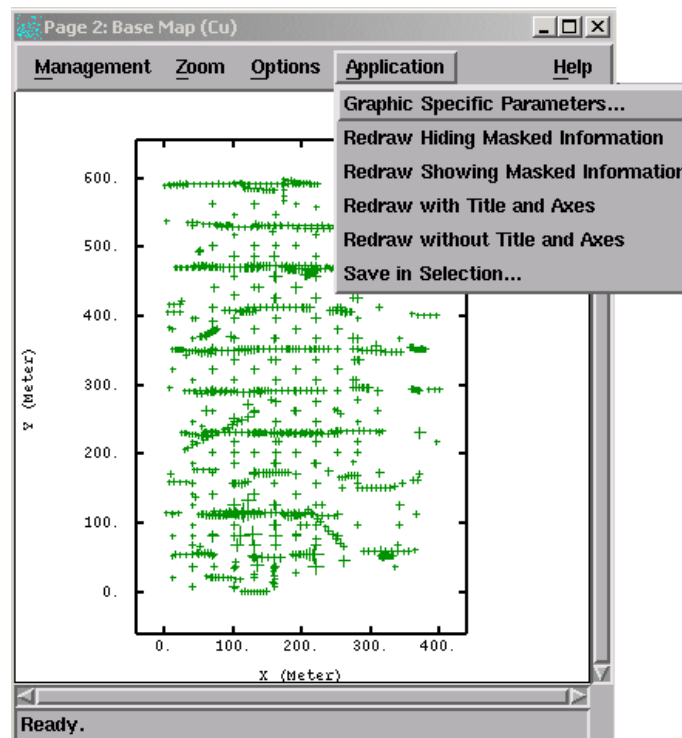 Page 2: Base Map (Cu)
Management Zoom Options Application Help
Graphic Specific Parameters...
Redraw Hiding Masked Information
Redraw Showing Masked Information
Redraw with Title and Axes
Redraw without Title and Axes
Save in Selection...
600.
500.
400.
300.
200.
100.
0.
Y (Meter)
0. 100. 200. 300. 400.
X (Meter)
Ready.